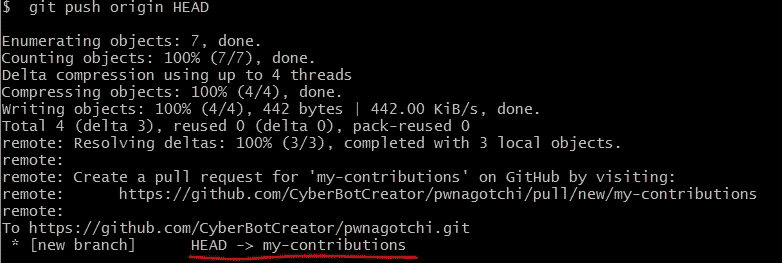 $  git push origin HEAD
Enumerating objects: 7, done.
Counting objects: 100% (7/7), done.
Delta compression using up to 4 threads
Compressing objects: 100% (4/4), done.
Writing objects: 100% (4/4), 442 bytes | 442.00 KiB/s, done.
Total 4 (delta 3), reused 0 (delta 0), pack-reused 0
remote: Resolving deltas: 100% (3/3), completed with 3 local objects.
remote:
remote: Create a pull request for 'my-contributions' on GitHub by visiting:
remote:      https://github.com/CyberBotCreator/pwnagotchi/pull/new/my-contributions
remote:
To https://github.com/CyberBotCreator/pwnagotchi.git
 * [new branch]      HEAD -> my-contributions